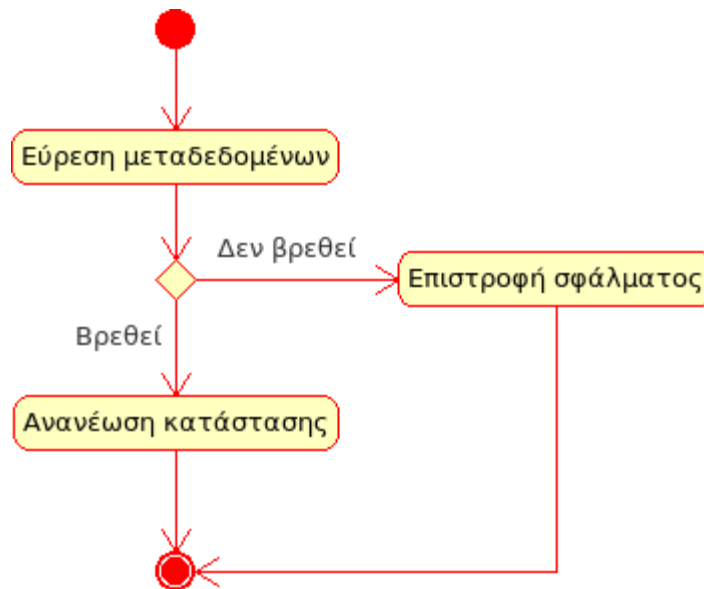 Εύρεση μεταδεδομένων
Δεν βρεθεί
Επιστροφή σφάλματος
Βρεθεί
Ανανέωση κατάστασης